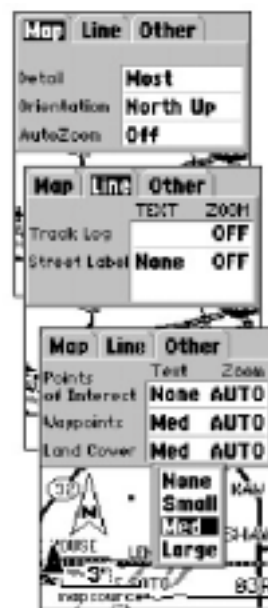 Map Line Other
Detail Most
Orientation North Up
AutoZoom Off
Map Line Other
TEXT ZOOM
Track Log OFF
Street Label None OFF
Map Line Other
Text Zoom
Points
of Interest None AUTO
Waypoints Med AUTO
Land Cover Med AUTO
None
Small
Med
Large
mapsource